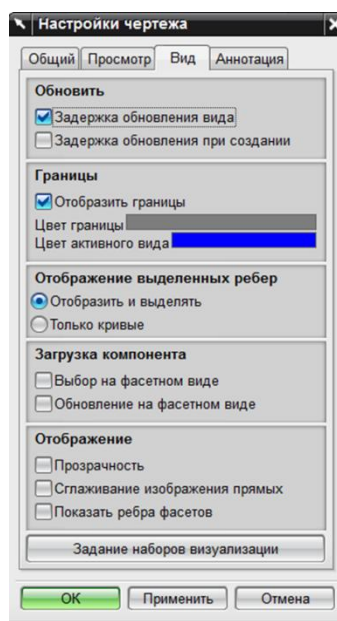 Настройки чертежа
Общий Просмотр Вид Аннотация
Обновить
Задержка обновления вида
Задержка обновления при создании
Границы
Отобразить границы
Цвет границы
Цвет активного вида
Отображение выделенных ребер
Отобразить и выделять
Только кривые
Загрузка компонента
Выбор на фасетном виде
Обновление на фасетном виде
Отображение
Прозрачность
Сглаживание изображения прямых
Показать ребра фасетов
Задание наборов визуализации
OK Применить Отмена